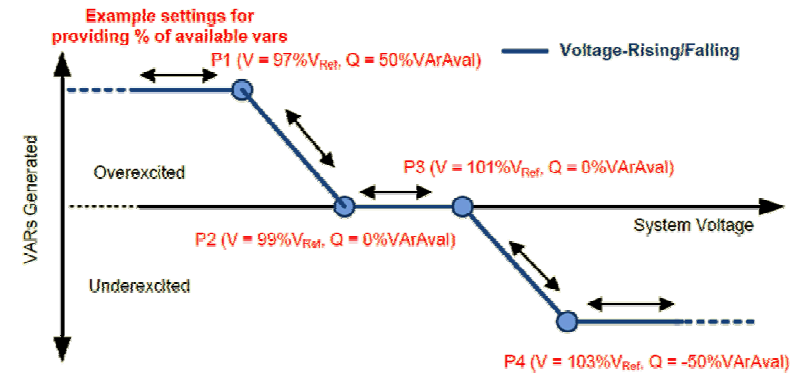 Example settings for
providing % of available vars
P1 (V = 97%VRef, Q = 50%VArAval)
Voltage-Rising/Falling
VARs Generated
Overexcited
P3 (V = 101%VRef, Q = 0%VArAval)
System Voltage
P2 (V = 99%VRef, Q = 0%VArAval)
Underexcited
P4 (V = 103%VRef, Q = -50%VArAval)